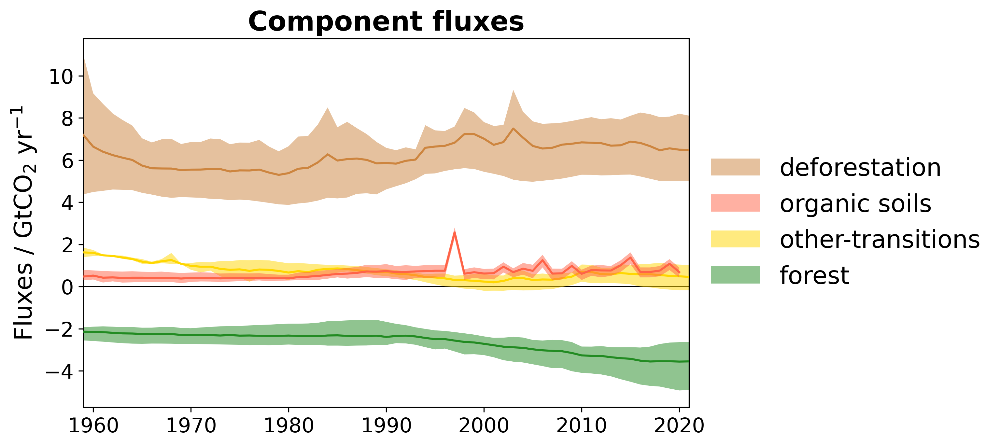 Component fluxes
Fluxes / GtCO₂ yr⁻¹
10
8
6
4
2
0
−2
−4
1960 1970 1980 1990 2000 2010 2020
deforestation
organic soils
other-transitions
forest